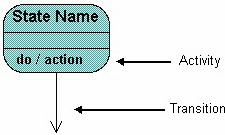 State Name
do / action
Activity
Transition